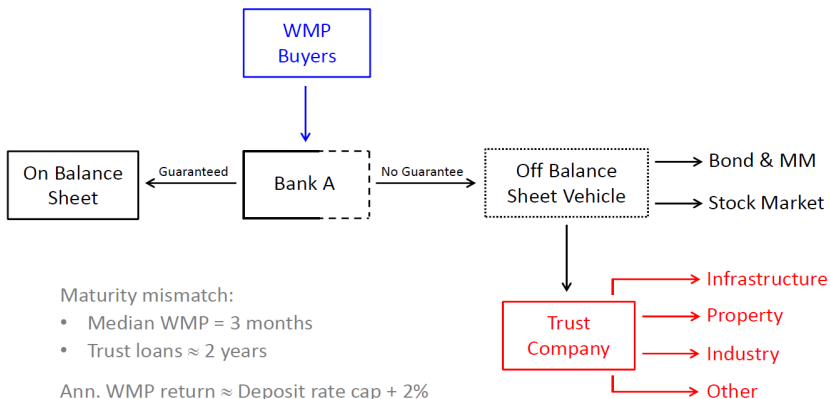 WMP
Buyers
On Balance
Sheet
Guaranteed
Bank A
No Guarantee
Off Balance
Sheet Vehicle
Bond & MM
Stock Market
Maturity mismatch:
• Median WMP = 3 months
• Trust loans ≈ 2 years
Ann. WMP return ≈ Deposit rate cap + 2%
Trust
Company
Infrastructure
Property
Industry
Other